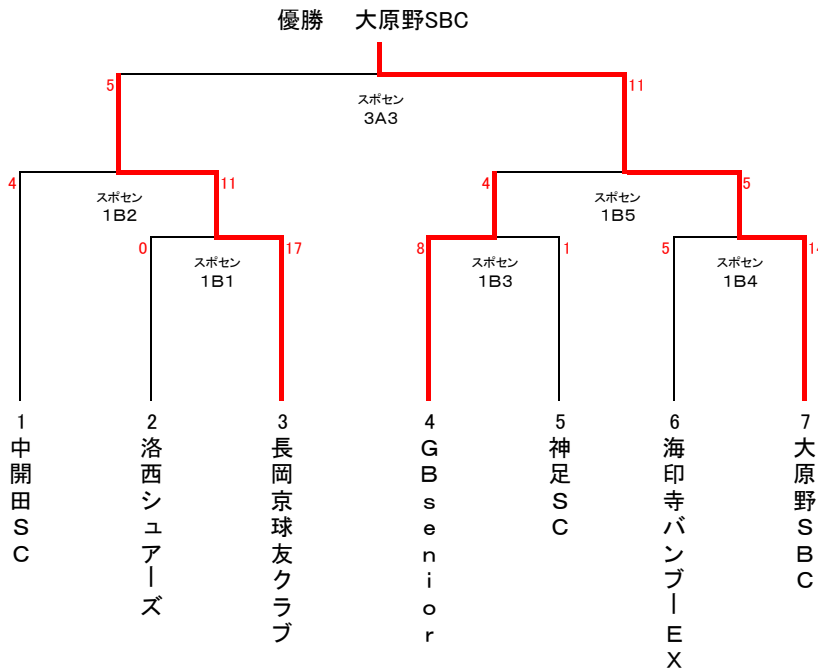 優勝　大原野SBC
5
11
スポセン
3A3
4
11
スポセン
1B2
4
5
スポセン
1B5
0
17
スポセン
1B1
8
1
スポセン
1B3
5
14
スポセン
1B4
1
中開田SC
2
洛西シュアーズ
3
長岡京球友クラブ
4
GBsenior
5
神足SC
6
海印寺バンブーEX
7
大原野SBC